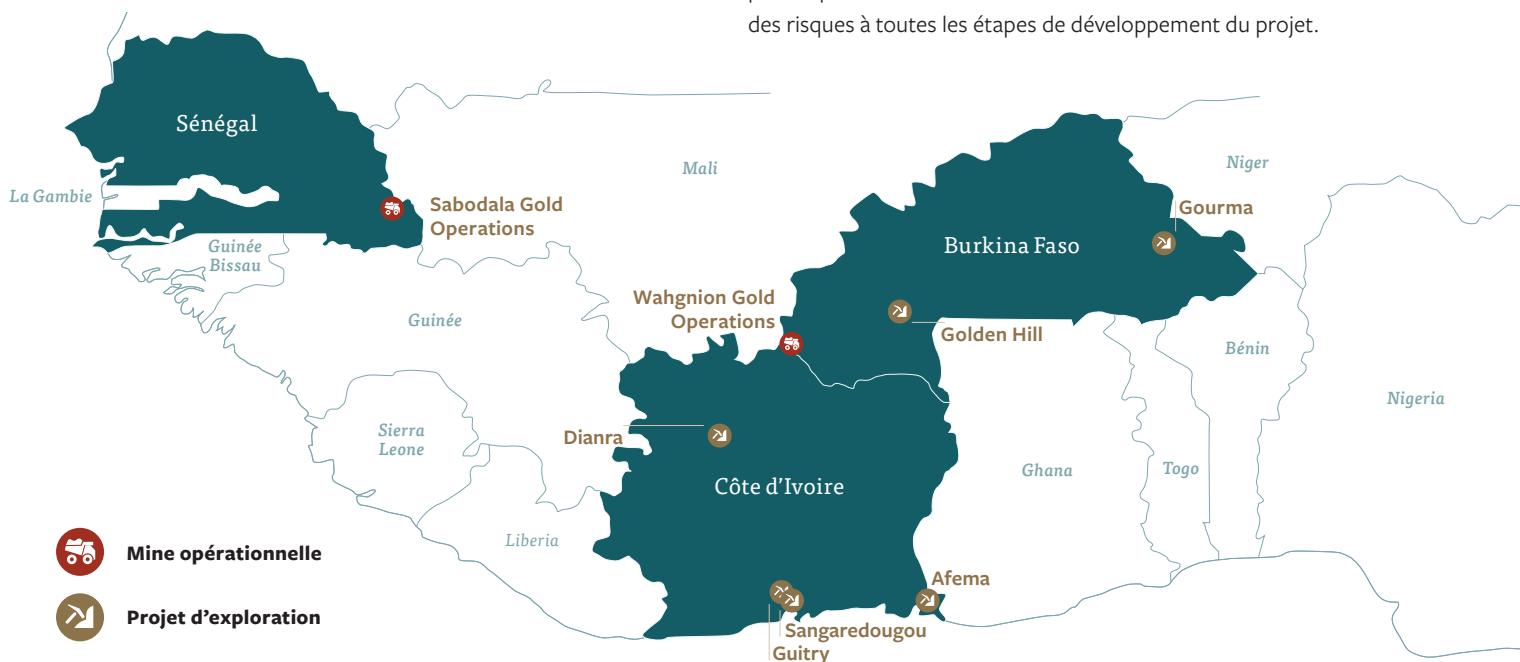 des risques à toutes les étapes de développement du projet.
Sénégal
La Gambie
Mali
Niger
Sabodala Gold
Operations
Gourma
Guinée
Bissau
Burkina Faso
Wahgnion Gold
Operations
Guinée
Golden Hill
Bénin
Nigeria
Sierra
Leone
Dianra
Côte d'Ivoire
Ghana
Togo
Liberia
Mine opérationnelle
Afema
Projet d'exploration
Sangaredougou
Guitry